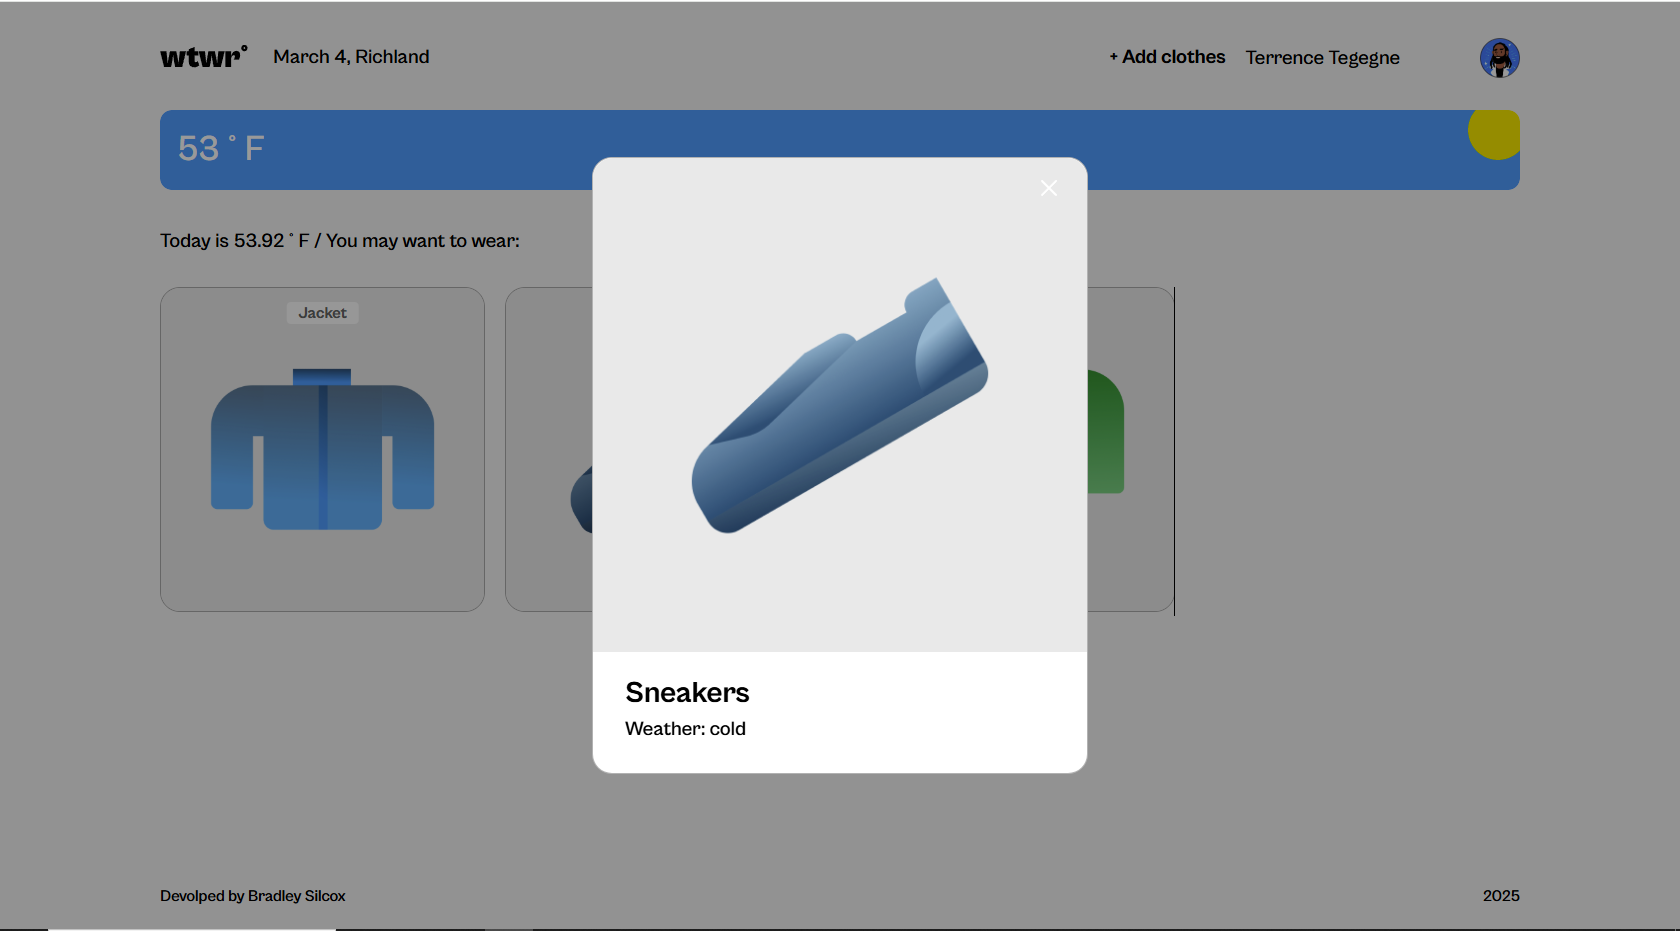 wtwr°
March 4, Richland
+ Add clothes
Terrence Tegegne
53 ° F
Today is 53.92 ° F / You may want to wear:
Jacket
Sneakers
Weather: cold
Devolped by Bradley Silcox
2025